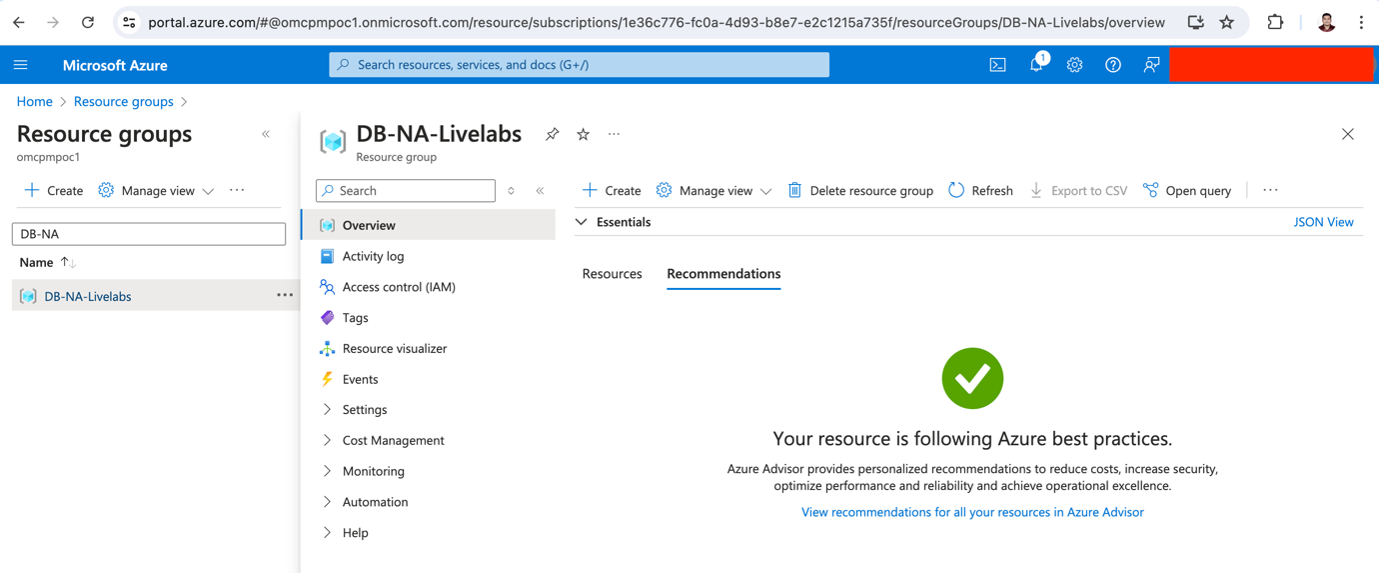 portal.azure.com/#@omcpmpoc1.onmicrosoft.com/resource/subscriptions/1e36c776-fc0a-4d93-b8e7-e2c1215a735f/resourceGroups/DB-NA-Livelabs/overview
Microsoft Azure
Search resources, services, and docs (G+/)
1
Home > Resource groups >
Resource groups
omcpmpoc1
Create
Manage view
DB-NA
Name
DB-NA-Livelabs
DB-NA-Livelabs
Resource group
Search
Overview
Activity log
Access control (IAM)
Tags
Resource visualizer
Events
Settings
Cost Management
Monitoring
Automation
Help
Create Manage view Delete resource group Refresh Export to CSV Open query
Essentials JSON View
Resources Recommendations
Your resource is following Azure best practices.
Azure Advisor provides personalized recommendations to reduce costs, increase security,
optimize performance and reliability and achieve operational excellence.
View recommendations for all your resources in Azure Advisor